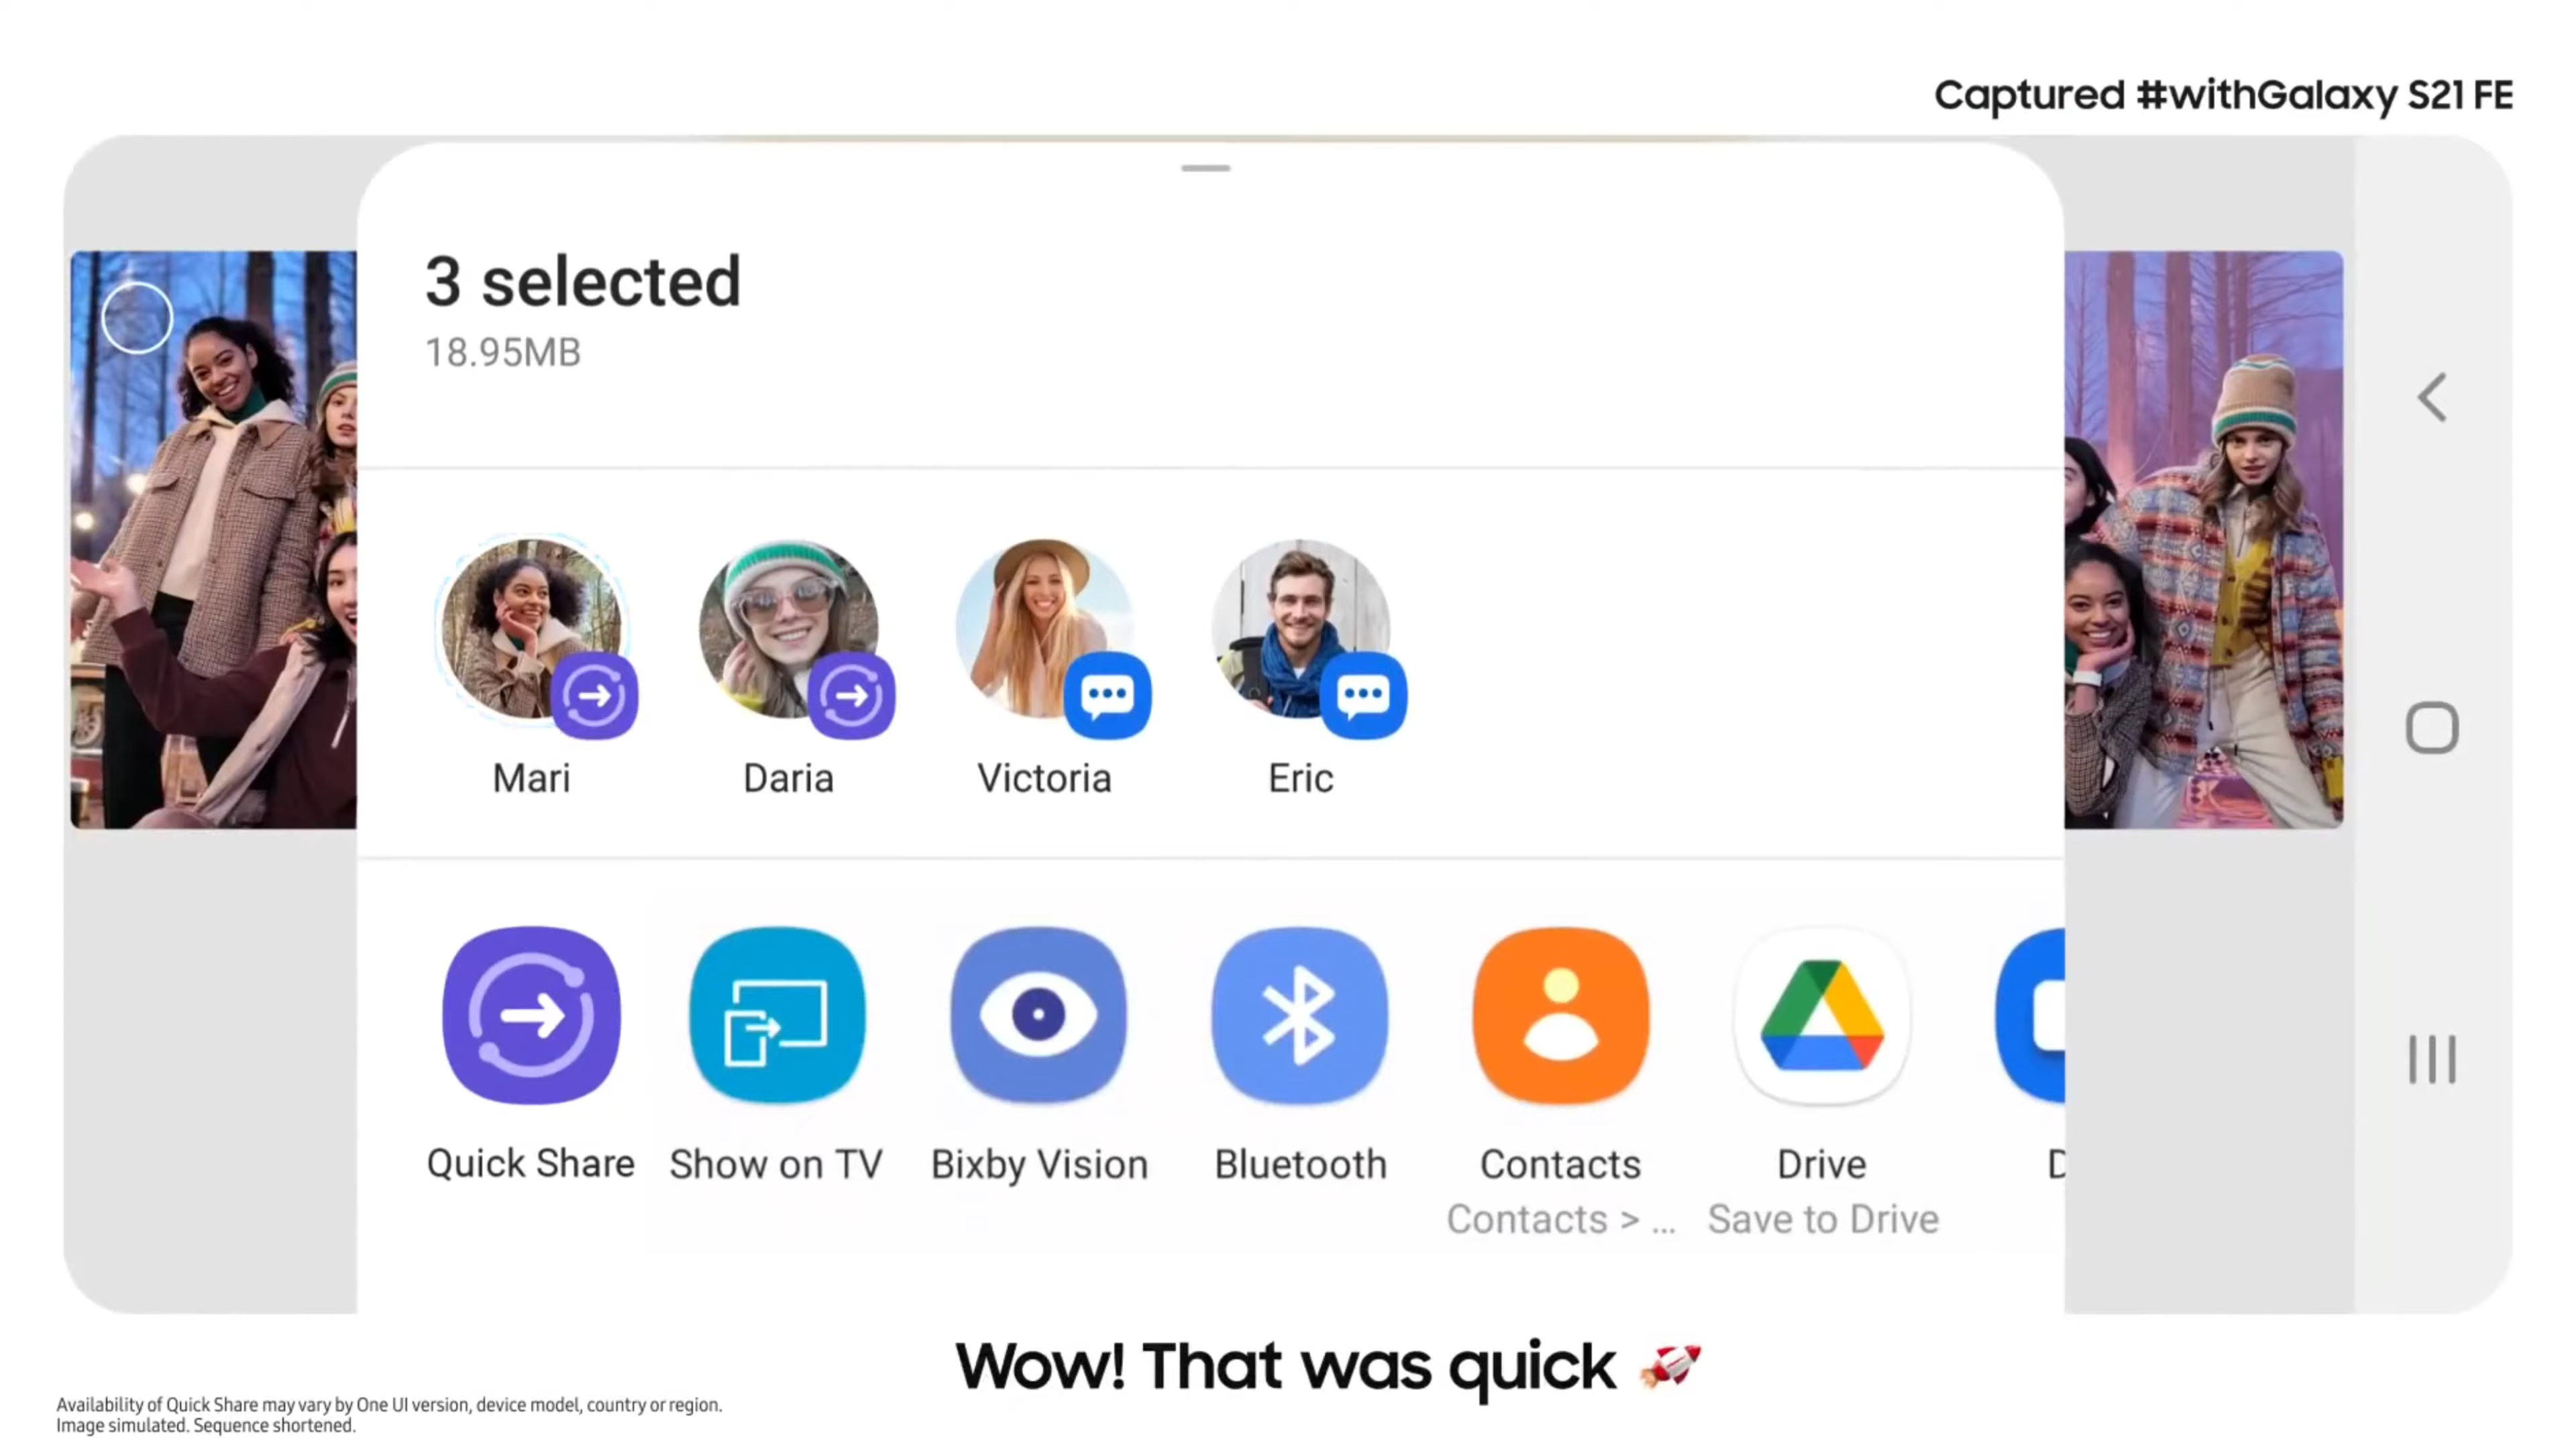 Captured #withGalaxy S21 FE
3 selected
18.95MB
Mari
Daria
Victoria
Eric
Quick Share
Show on TV
Bixby Vision
Bluetooth
Contacts
Drive
D
Contacts > ...
Save to Drive
Wow! That was quick 🚀
Availability of Quick Share may vary by One UI version, device model, country or region.
Image simulated. Sequence shortened.